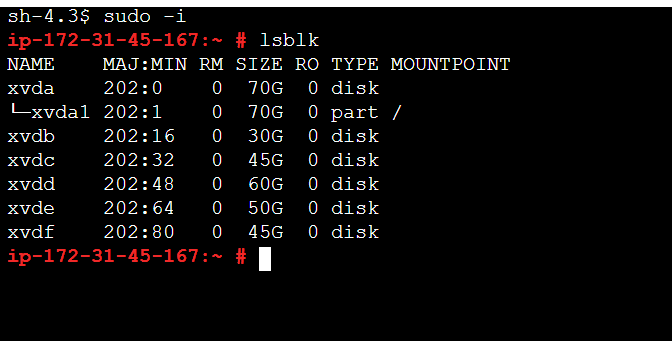 sh-4.3$ sudo -i
ip-172-31-45-167:~ # lsblk
NAME    MAJ:MIN RM SIZE RO TYPE MOUNTPOINT
xvda    202:0    0  70G  0 disk
└─xvda1 202:1    0  70G  0 part /
xvdb    202:16   0  30G  0 disk
xvdc    202:32   0  45G  0 disk
xvdd    202:48   0  60G  0 disk
xvde    202:64   0  50G  0 disk
xvdf    202:80   0  45G  0 disk
ip-172-31-45-167:~ #